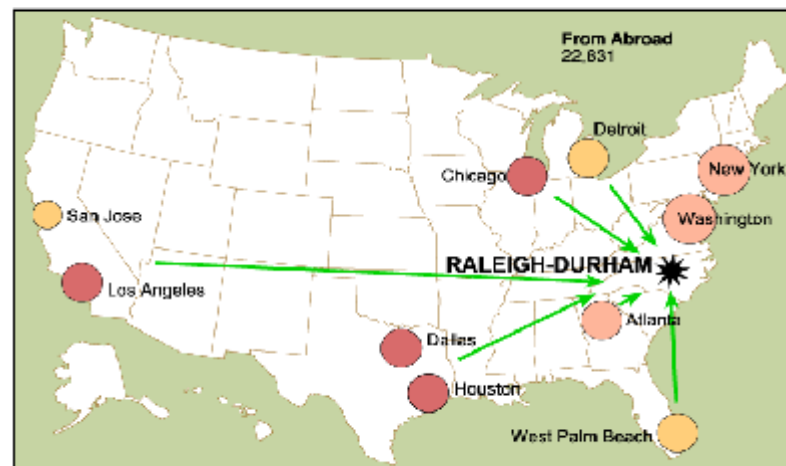 From Abroad
22,631
Detroit
Chicago
New York
San Jose
Washington
RALEIGH-DURHAM
Los Angeles
Atlanta
Dallas
Houston
West Palm Beach